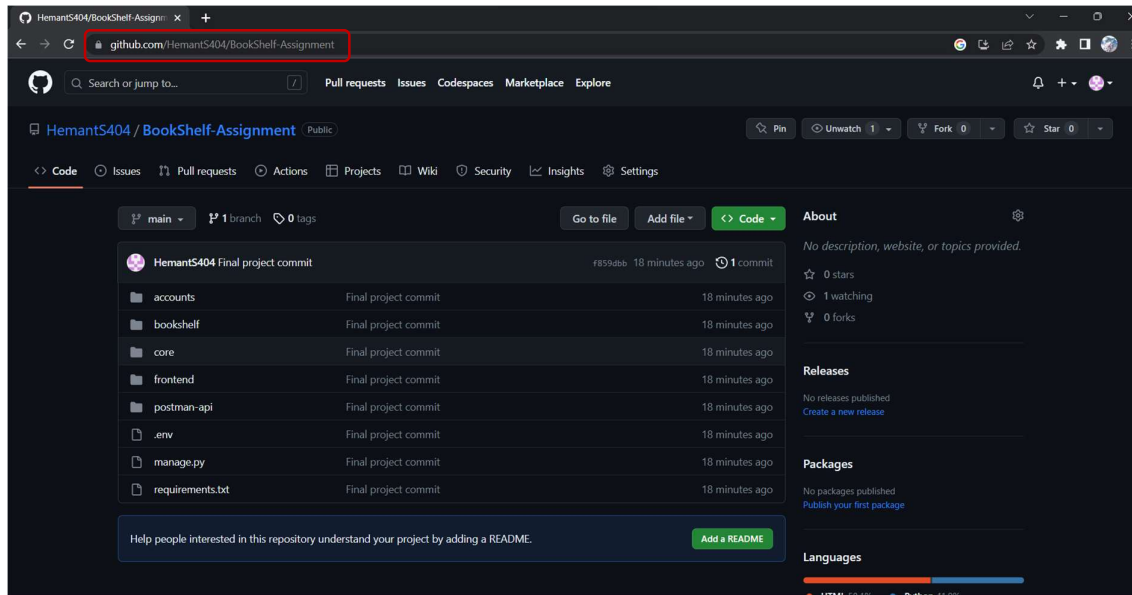 HemantS404/BookShelf-Assignm
github.com/HemantS404/BookShelf-Assignment
Search or jump to... / Pull requests Issues Codespaces Marketplace Explore
HemantS404 / BookShelf-Assignment Public Pin Unwatch 1 Fork 0 Star 0
Code Issues Pull requests Actions Projects Wiki Security Insights Settings
main 1 branch 0 tags Go to file Add file Code
HemantS404 Final project commit f859dbb 18 minutes ago 1 commit
accounts Final project commit 18 minutes ago
bookshelf Final project commit 18 minutes ago
core Final project commit 18 minutes ago
frontend Final project commit 18 minutes ago
postman-api Final project commit 18 minutes ago
.env Final project commit 18 minutes ago
manage.py Final project commit 18 minutes ago
requirements.txt Final project commit 18 minutes ago
Help people interested in this repository understand your project by adding a README. Add a README
About
No description, website, or topics provided.
0 stars
1 watching
0 forks
Releases
No releases published
Create a new release
Packages
No packages published
Publish your first package
Languages
HTML Python